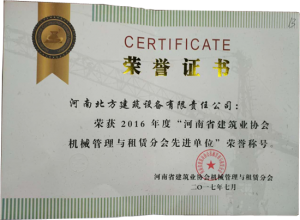 CERTIFICATE
荣誉证书
河南北方建筑设备有限责任公司：
荣获2016年度“河南省建筑业协会
机械管理与租赁分会先进单位”荣誉称号。
河南省建筑业协会机械管理与租赁分会
二〇一七年七月